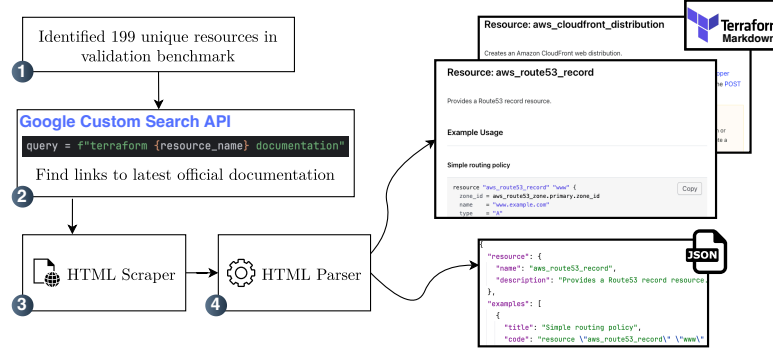 Identified 199 unique resources in
validation benchmark
1
Google Custom Search API
query = f"terraform {resource_name} documentation"
Find links to latest official documentation
2
HTML Scraper
3
HTML Parser
4
Resource: aws_cloudfront_distribution
Creates an Amazon CloudFront web distribution.
Terraform
Markdown
POST
Resource: aws_route53_record
Provides a Route53 record resource.
Example Usage
Simple routing policy
resource "aws_route53_record" "www" {
Copy
zone_id = aws_route53_zone.primary.zone_id
name = "www.example.com"
type = "A"
JSON
{
"resource": {
"name": "aws_route53_record",
"description": "Provides a Route53 record resource.
},
"examples": [
{
"title": "Simple routing policy",
"code": "resource \"aws_route53_record\" \"www\"